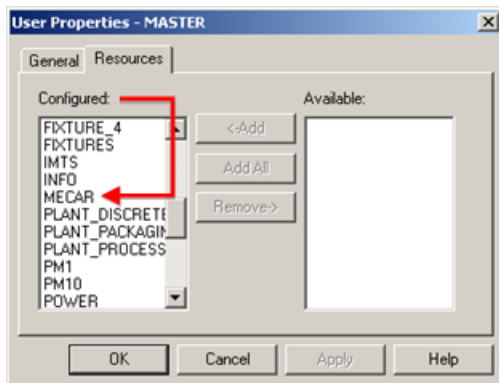 User Properties - MASTER
General Resources
Configured: Available:
FIXTURE_4
FIXTURES
IMTS
INFO
MECAR
PLANT_DISCRETE
PLANT_PACKAGIN
PLANT_PROCESS
PM1
PM10
POWER
<-Add
Add All
Remove->
OK Cancel Apply Help